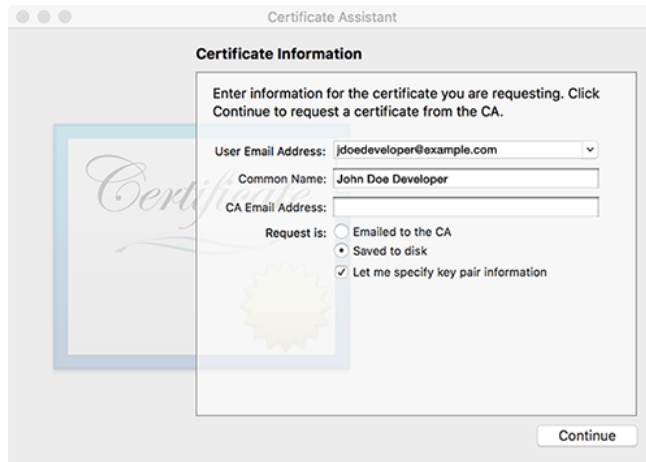 Certificate Assistant
Certificate Information
Enter information for the certificate you are requesting. Click
Continue to request a certificate from the CA.
Certificate
User Email Address: jdoedeveloper@example.com
Common Name: John Doe Developer
CA Email Address:
Request is: Emailed to the CA
Saved to disk
Let me specify key pair information
Continue